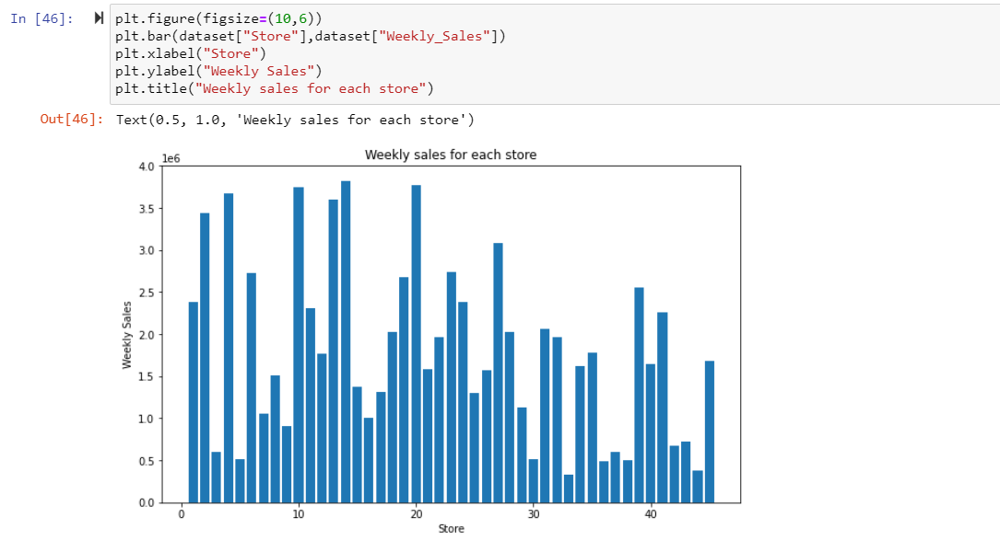 In [46]:
plt.figure(figsize=(10,6))
plt.bar(dataset["Store"],dataset["Weekly_Sales"])
plt.xlabel("Store")
plt.ylabel("Weekly Sales")
plt.title("Weekly sales for each store")
Out[46]: Text(0.5, 1.0, 'Weekly sales for each store')
Weekly sales for each store
1e6
4.0
3.5
3.0
2.5
2.0
1.5
1.0
0.5
0.0
Weekly Sales
0 10 20 30 40
Store